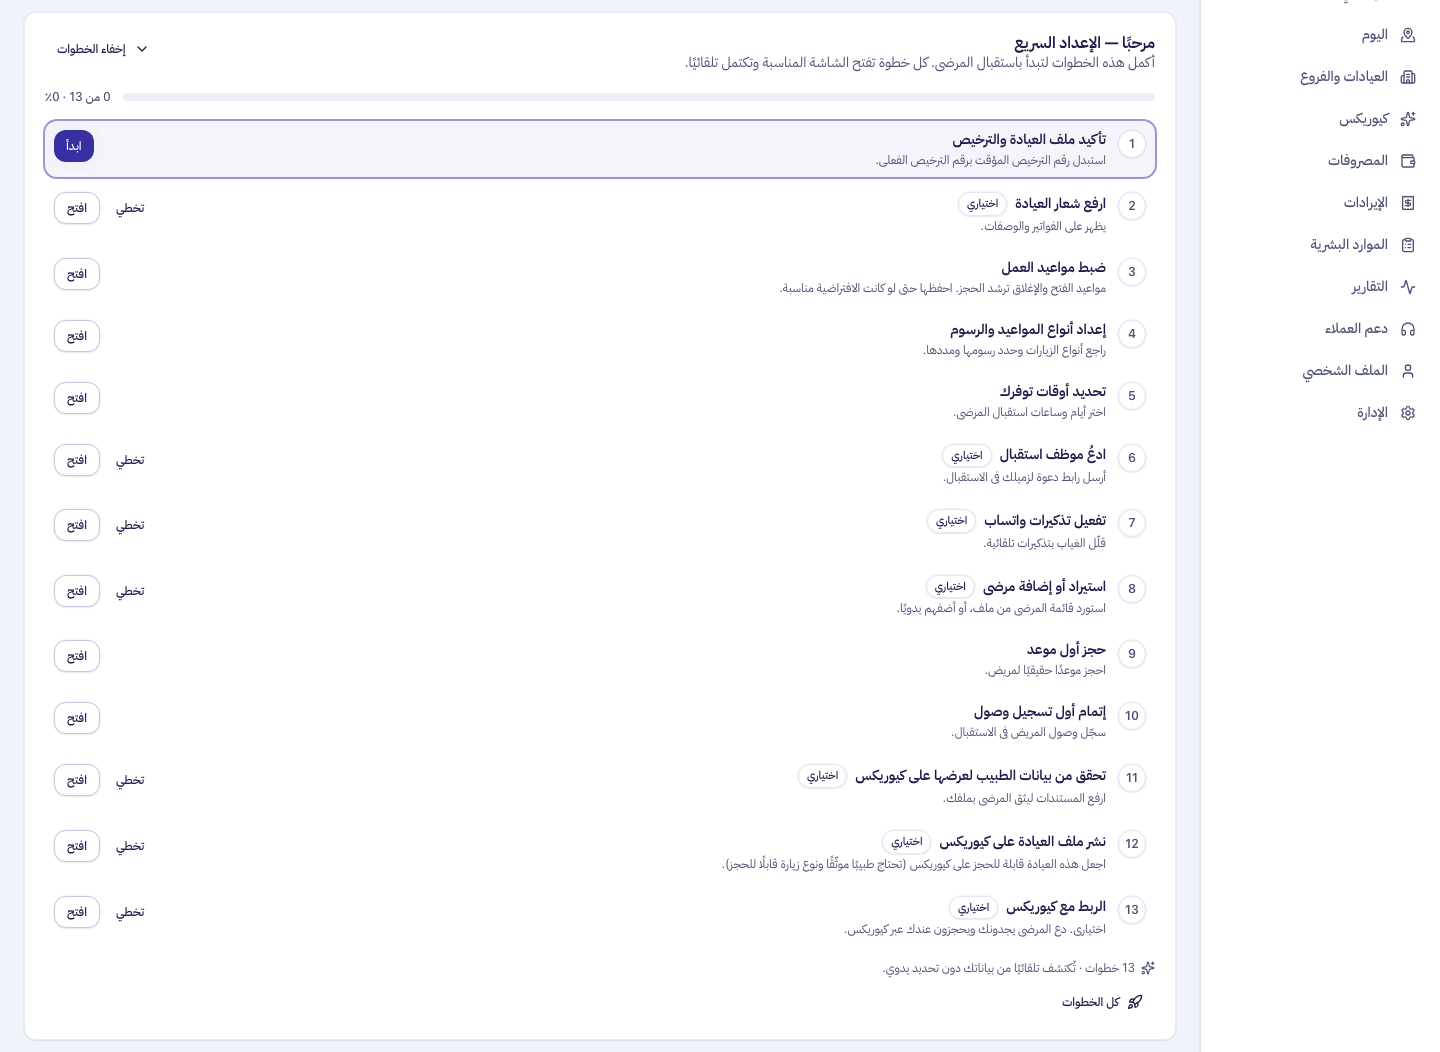 اليوم
العيادات والفروع
كيوريكس
المصروفات
الإيرادات
الموارد البشرية
التقارير
دعم العملاء
الملف الشخصي
الإدارة
مرحبًا — الإعداد السريع
أكمل هذه الخطوات لتبدأ باستقبال المرضى. كل خطوة تفتح الشاشة المناسبة وتكتمل تلقائيًا.
إخفاء الخطوات
0 من 13 · 0٪
1 تأكيد ملف العيادة والترخيص
استبدل رقم الترخيص المؤقت برقم الترخيص الفعلي.
ابدأ
2 ارفع شعار العيادة اختياري
يظهر على الفواتير والوصفات.
تخطي افتح
3 ضبط مواعيد العمل
مواعيد الفتح والإغلاق ترشد الحجز. احفظها حتى لو كانت الافتراضية مناسبة.
افتح
4 إعداد أنواع المواعيد والرسوم
راجع أنواع الزيارات وحدد رسومها ومددها.
افتح
5 تحديد أوقات توفرك
اختر أيام وساعات استقبال المرضى.
افتح
6 ادعُ موظف استقبال اختياري
أرسل رابط دعوة لزميلك في الاستقبال.
تخطي افتح
7 تفعيل تذكيرات واتساب اختياري
قلّل الغياب بتذكيرات تلقائية.
تخطي افتح
8 استيراد أو إضافة مرضى اختياري
استورد قائمة المرضى من ملف، أو أضفهم يدويًا.
تخطي افتح
9 حجز أول موعد
احجز موعدًا حقيقيًا لمريض.
افتح
10 إتمام أول تسجيل وصول
سجّل وصول المريض في الاستقبال.
افتح
11 تحقق من بيانات الطبيب لعرضها على كيوريكس اختياري
ارفع المستندات ليثق المرضى بملفك.
تخطي افتح
12 نشر ملف العيادة على كيوريكس اختياري
اجعل هذه العيادة قابلة للحجز على كيوريكس (تحتاج طبيبًا موثّقًا ونوع زيارة قابلًا للحجز).
تخطي افتح
13 الربط مع كيوريكس اختياري
اختياري. دع المرضى يجدونك ويحجزون عندك عبر كيوريكس.
تخطي افتح
13 خطوات · تُكتشف تلقائيًا من بياناتك دون تحديد يدوي.
كل الخطوات